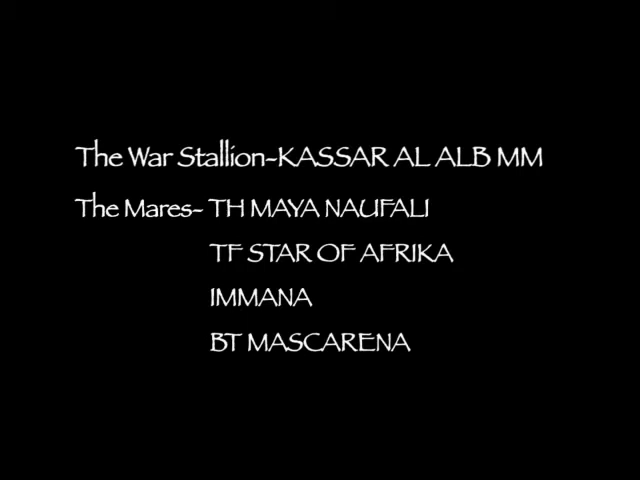 The War Stallion-KASSAR AL ALB MM
The Mares- TH MAYA NAUFALI
TF STAR OF AFRIKA
IMMANA
BT MASCARENA